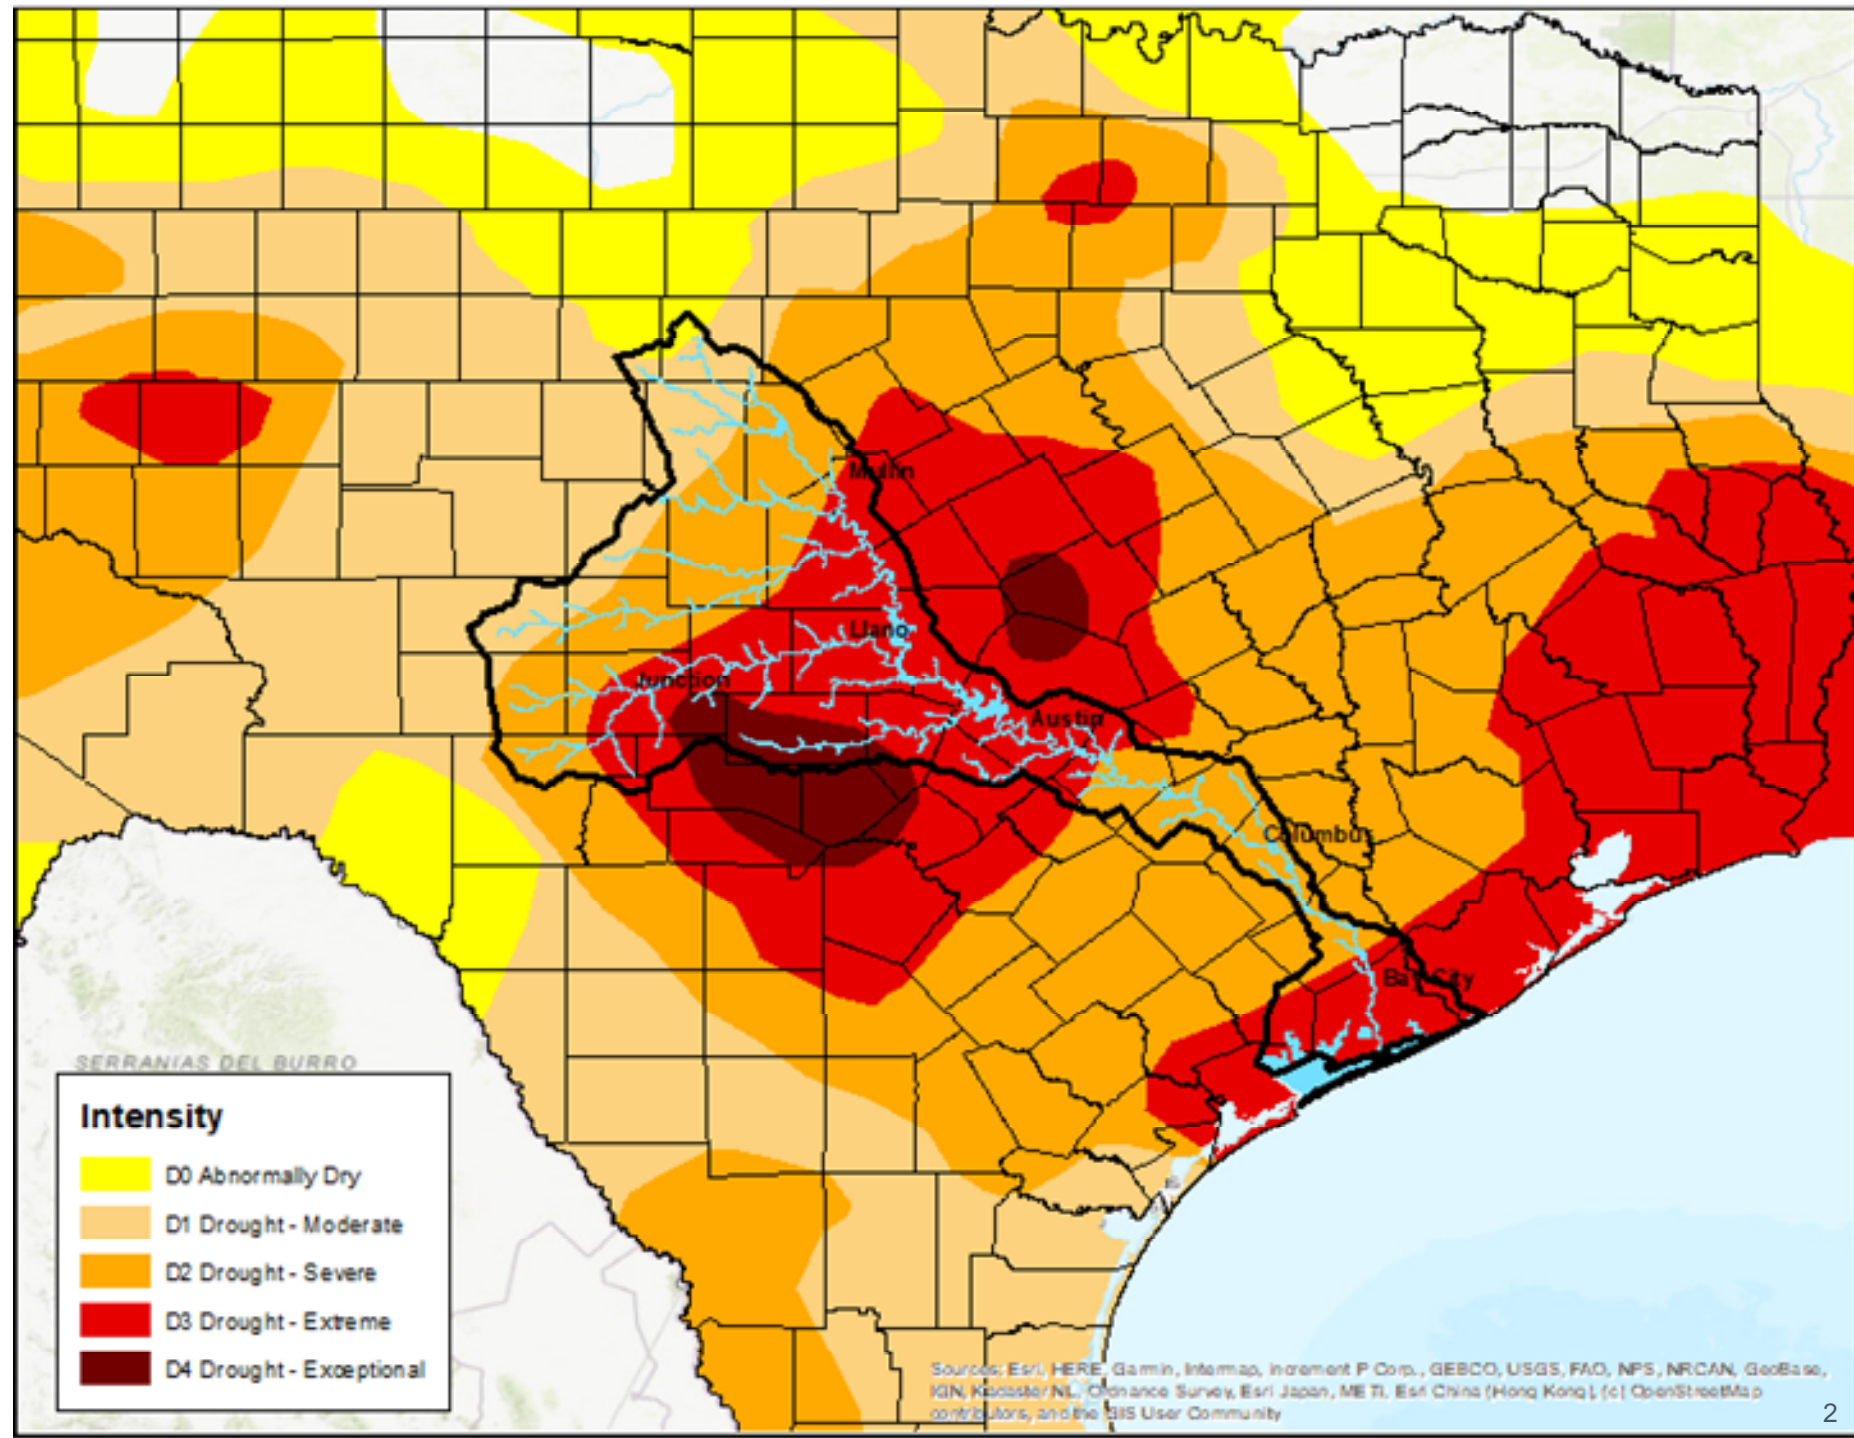 Mullin
Llano
Junction
Austin
Columbus
Bay City
SERRANIAS DEL BURRO
Intensity
D0 Abnormally Dry
D1 Drought - Moderate
D2 Drought - Severe
D3 Drought - Extreme
D4 Drought - Exceptional
Sources: Esri, HERE, Garmin, Intermap, increment P Corp., GEBCO, USGS, FAO, NPS, NRCAN, GeoBase,
IGN, Kadaster NL, Ordnance Survey, Esri Japan, METI, Esri China (Hong Kong), (c) OpenStreetMap
contributors, and the GIS User Community
2